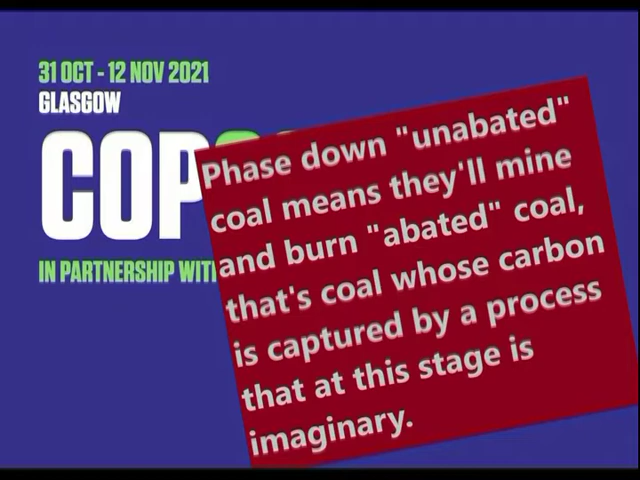 31 OCT - 12 NOV 2021
GLASGOW
COP
IN PARTNERSHIP WITH
Phase down "unabated"
coal means they'll mine
and burn "abated" coal,
that's coal whose carbon
is captured by a process
that at this stage is
imaginary.